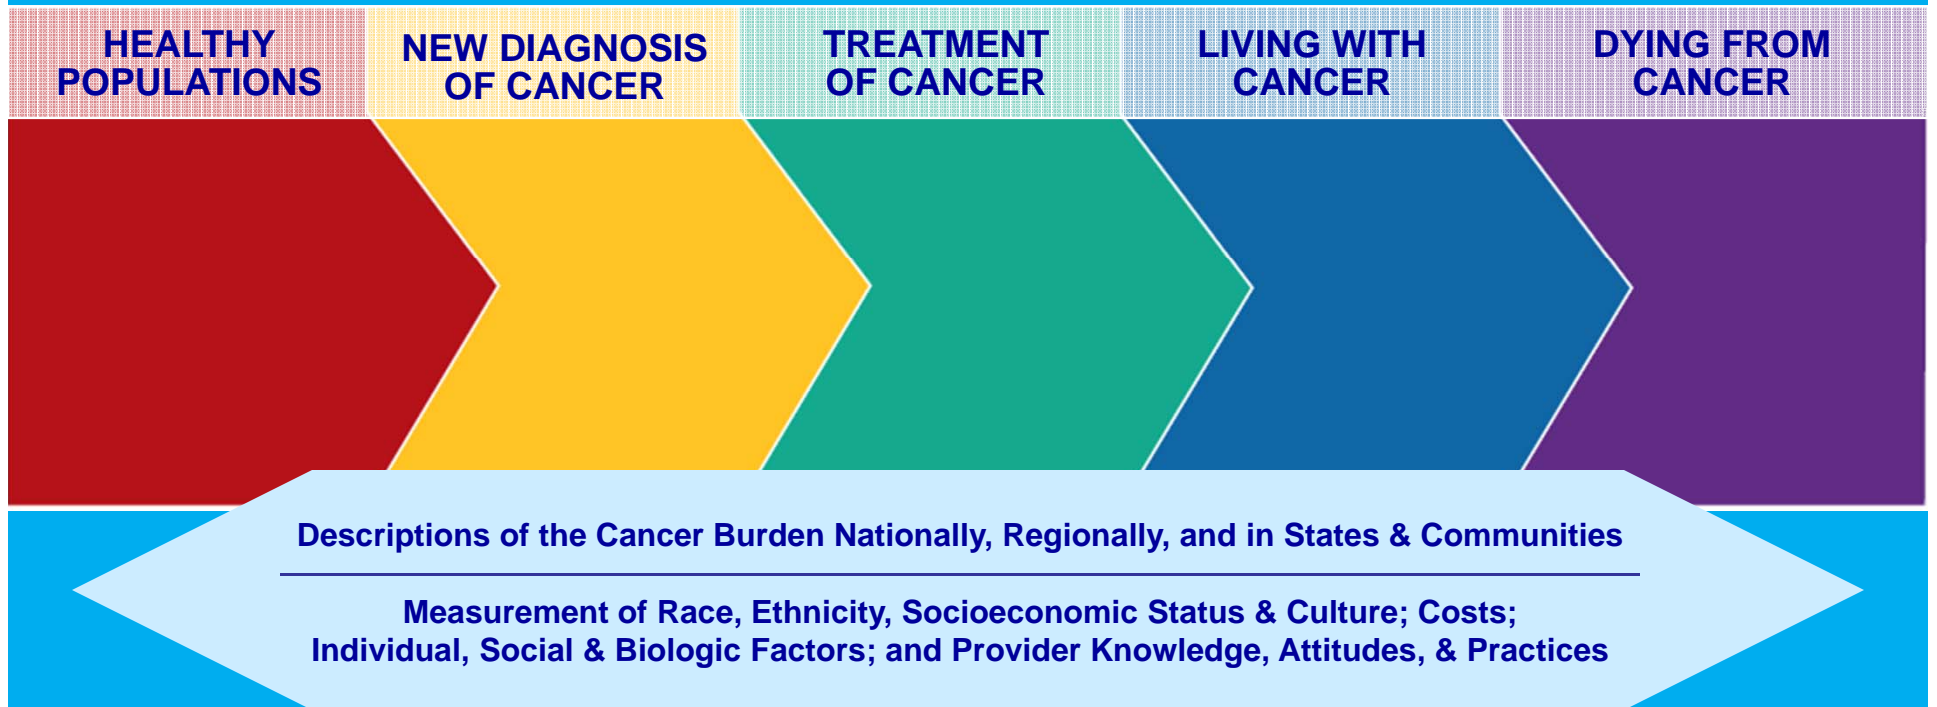 HEALTHY
POPULATIONS
NEW DIAGNOSIS
OF CANCER
TREATMENT
OF CANCER
LIVING WITH
CANCER
DYING FROM
CANCER
Descriptions of the Cancer Burden Nationally, Regionally, and in States & Communities
Measurement of Race, Ethnicity, Socioeconomic Status & Culture; Costs;
Individual, Social & Biologic Factors; and Provider Knowledge, Attitudes, & Practices